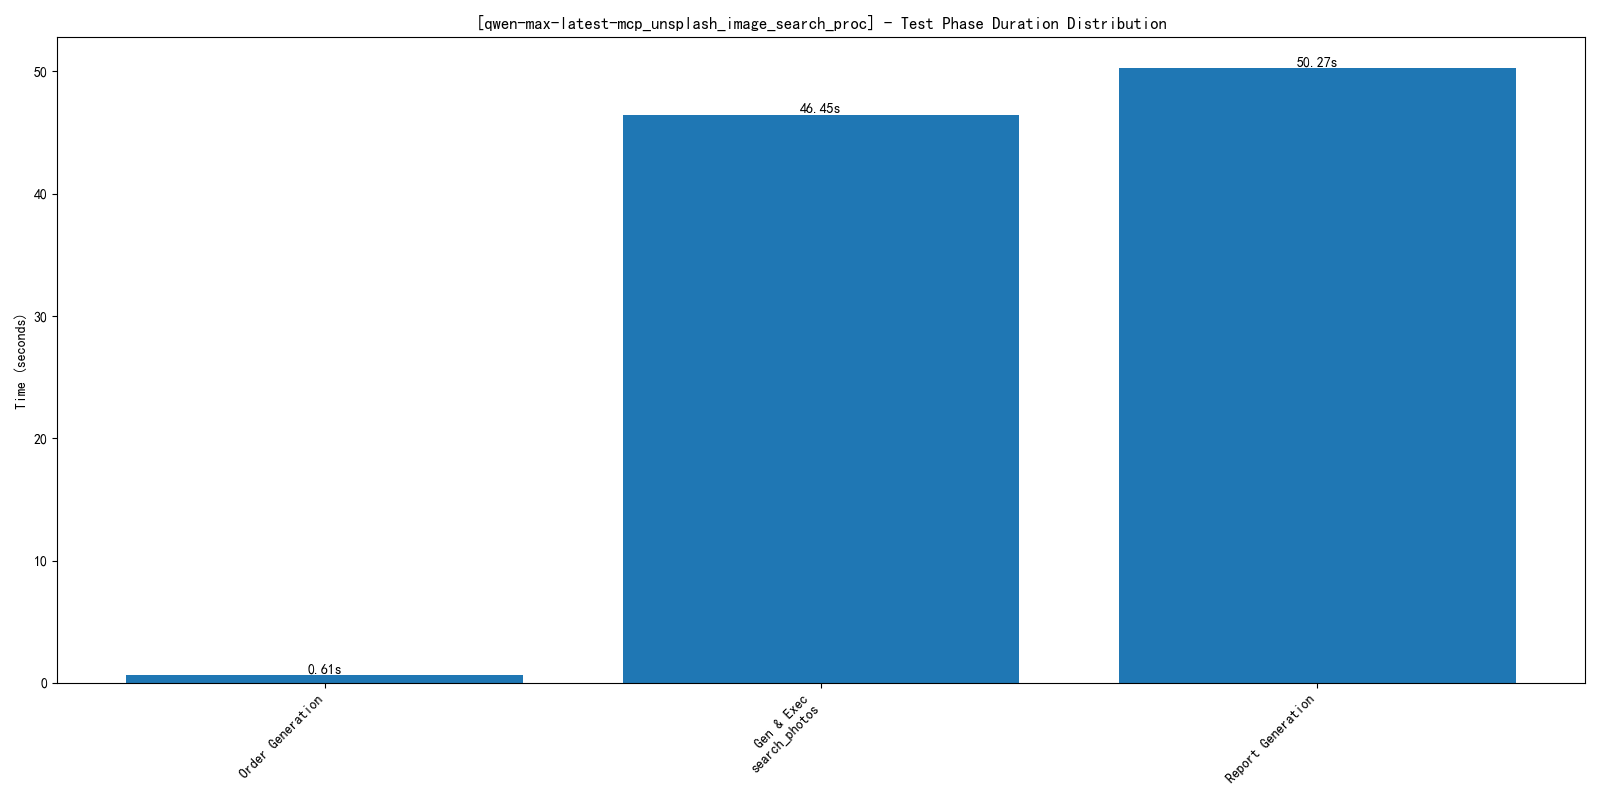 [qwen-max-latest-mcp_unsplash_image_search_proc] - Test Phase Duration Distribution
Time (seconds)
50
40
30
20
10
0
0.61s
46.45s
50.27s
Order Generation
Gen & Exec
search_photos
Report Generation